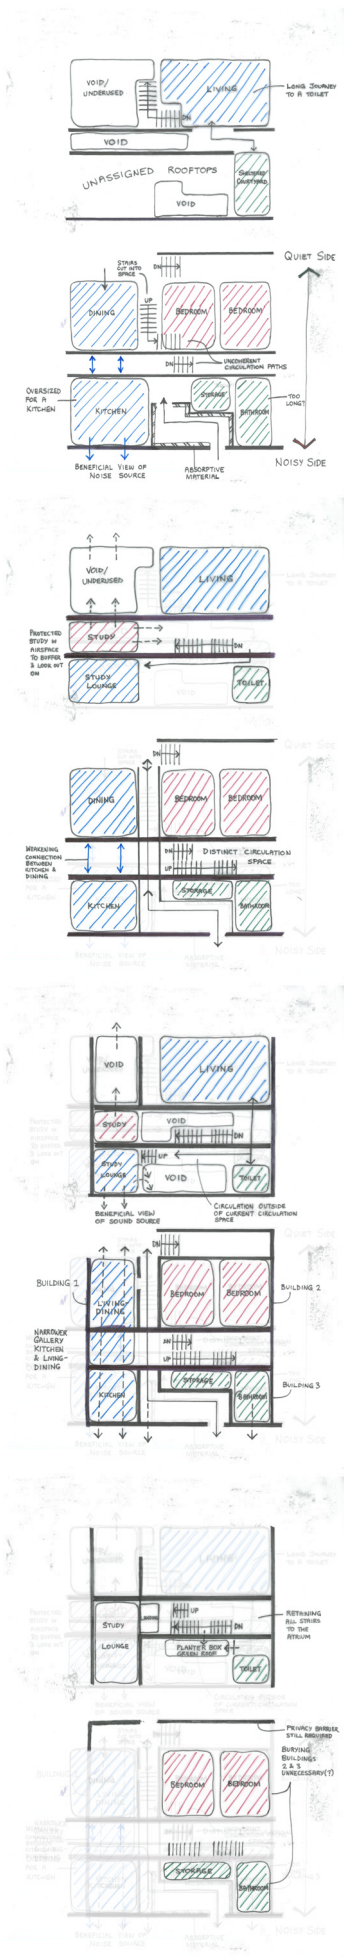 VOID/
UNDERUSED
LIVING
LONG JOURNEY
TO A TOILET
DN
VOID
UNASSIGNED ROOFTOPS
SHELTERED
COURTYARD
VOID
QUIET SIDE
STAIRS
CUT INTO
SPACE
DN
UP
DINING
BEDROOM
BEDROOM
DN
UNCOHERENT
CIRCULATION PATHS
OVERSIZED
FOR A
KITCHEN
KITCHEN
STORAGE
BATHROOM
TOO
LONG?
BENEFICIAL VIEW OF
NOISE SOURCE
ABSORPTIVE
MATERIAL
NOISY SIDE
VOID/
UNDERUSED
LIVING
PROTECTED
STUDY IN
AIRSPACE
TO BUFFER
& LOOK OUT
ON
STUDY
DN
STUDY
LOUNGE
TOILET
DN
DINING
BEDROOM
BEDROOM
WEAKENING
CONNECTION
BETWEEN
KITCHEN &
DINING
DN
UP
DISTINCT CIRCULATION
SPACE
KITCHEN
STORAGE
BATHROOM
VOID
LIVING
STUDY
VOID
DN
STUDY
LOUNGE
UP
VOID
TOILET
BENEFICIAL VIEW
OF SOUND SOURCE
CIRCULATION OUTSIDE
OF CURRENT CIRCULATION
SPACE
DN
BUILDING 1
LIVING-
DINING
BEDROOM
BEDROOM
BUILDING 2
NARROWER
GALLERY
KITCHEN
& LIVING-
DINING
DN
UP
KITCHEN
STORAGE
BATHROOM
BUILDING 3
STUDY
LOUNGE
UP
DN
RETAINING
ALL STAIRS
TO THE
ATRIUM
PLANTER BOX
GREEN ROOF
TOILET
PRIVACY BARRIER
STILL REQUIRED
BEDROOM
BEDROOM
BURYING
BUILDINGS
2 & 3
UNNECESSARY(?)
STORAGE
BATHROOM